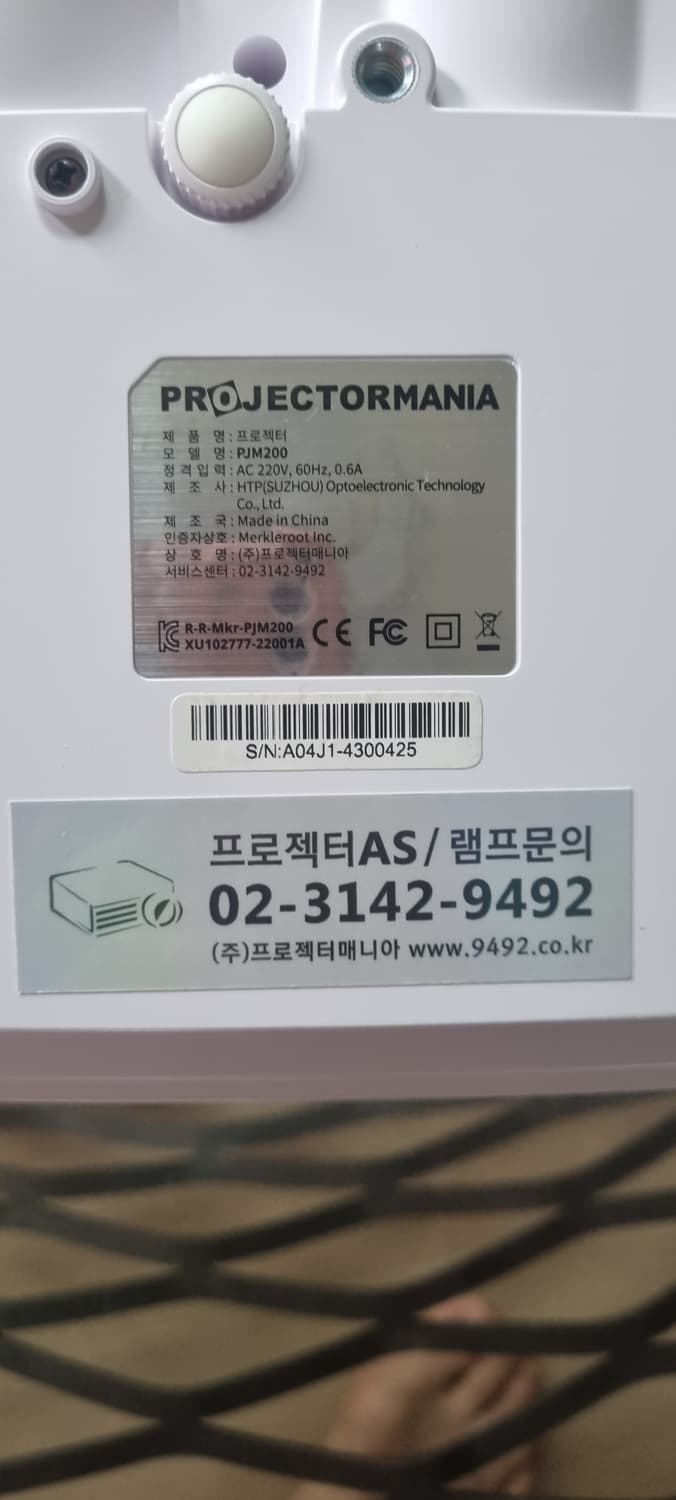 PROJECTORMANIA
제 품 명 : 프로젝터
모 델 명 : PJM200
정격입력 : AC 220V, 60Hz, 0.6A
제 조 사 : HTP(SUZHOU) Optoelectronic Technology
Co., Ltd.
제 조 국 : Made in China
인증자상호 : Merkleroot Inc.
상 호 명 : (주)프로젝터매니아
서비스센터 : 02-3142-9492
R-R-Mkr-PJM200
XU102777-22001A
CE FC
S/N:A04J1-4300425
프로젝터AS / 램프문의
02-3142-9492
(주)프로젝터매니아 www.9492.co.kr